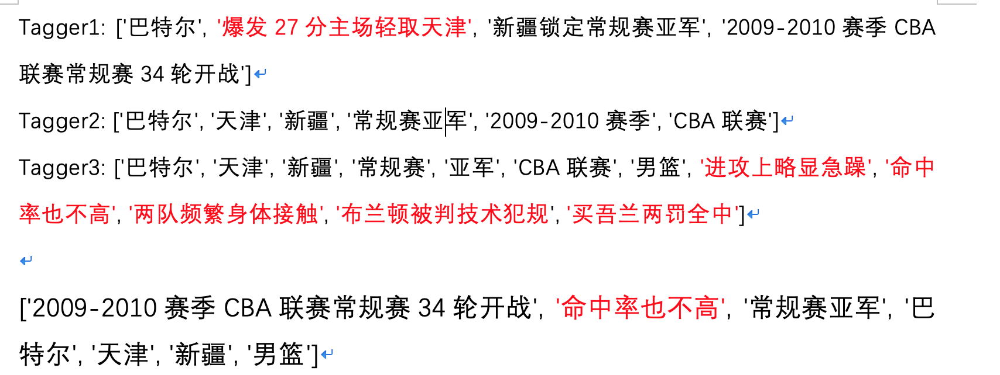 Tagger1: ['巴特尔', '爆发 27 分主场轻取天津', '新疆锁定常规赛亚军', '2009-2010 赛季 CBA
联赛常规赛 34 轮开战']
Tagger2: ['巴特尔', '天津', '新疆', '常规赛亚军', '2009-2010 赛季', 'CBA 联赛']
Tagger3: ['巴特尔', '天津', '新疆', '常规赛', '亚军', 'CBA 联赛', '男篮', '进攻上略显急躁', '命中
率也不高', '两队频繁身体接触', '布兰顿被判技术犯规', '买吾兰两罚全中']
['2009-2010 赛季 CBA 联赛常规赛 34 轮开战', '命中率也不高', '常规赛亚军', '巴
特尔', '天津', '新疆', '男篮']